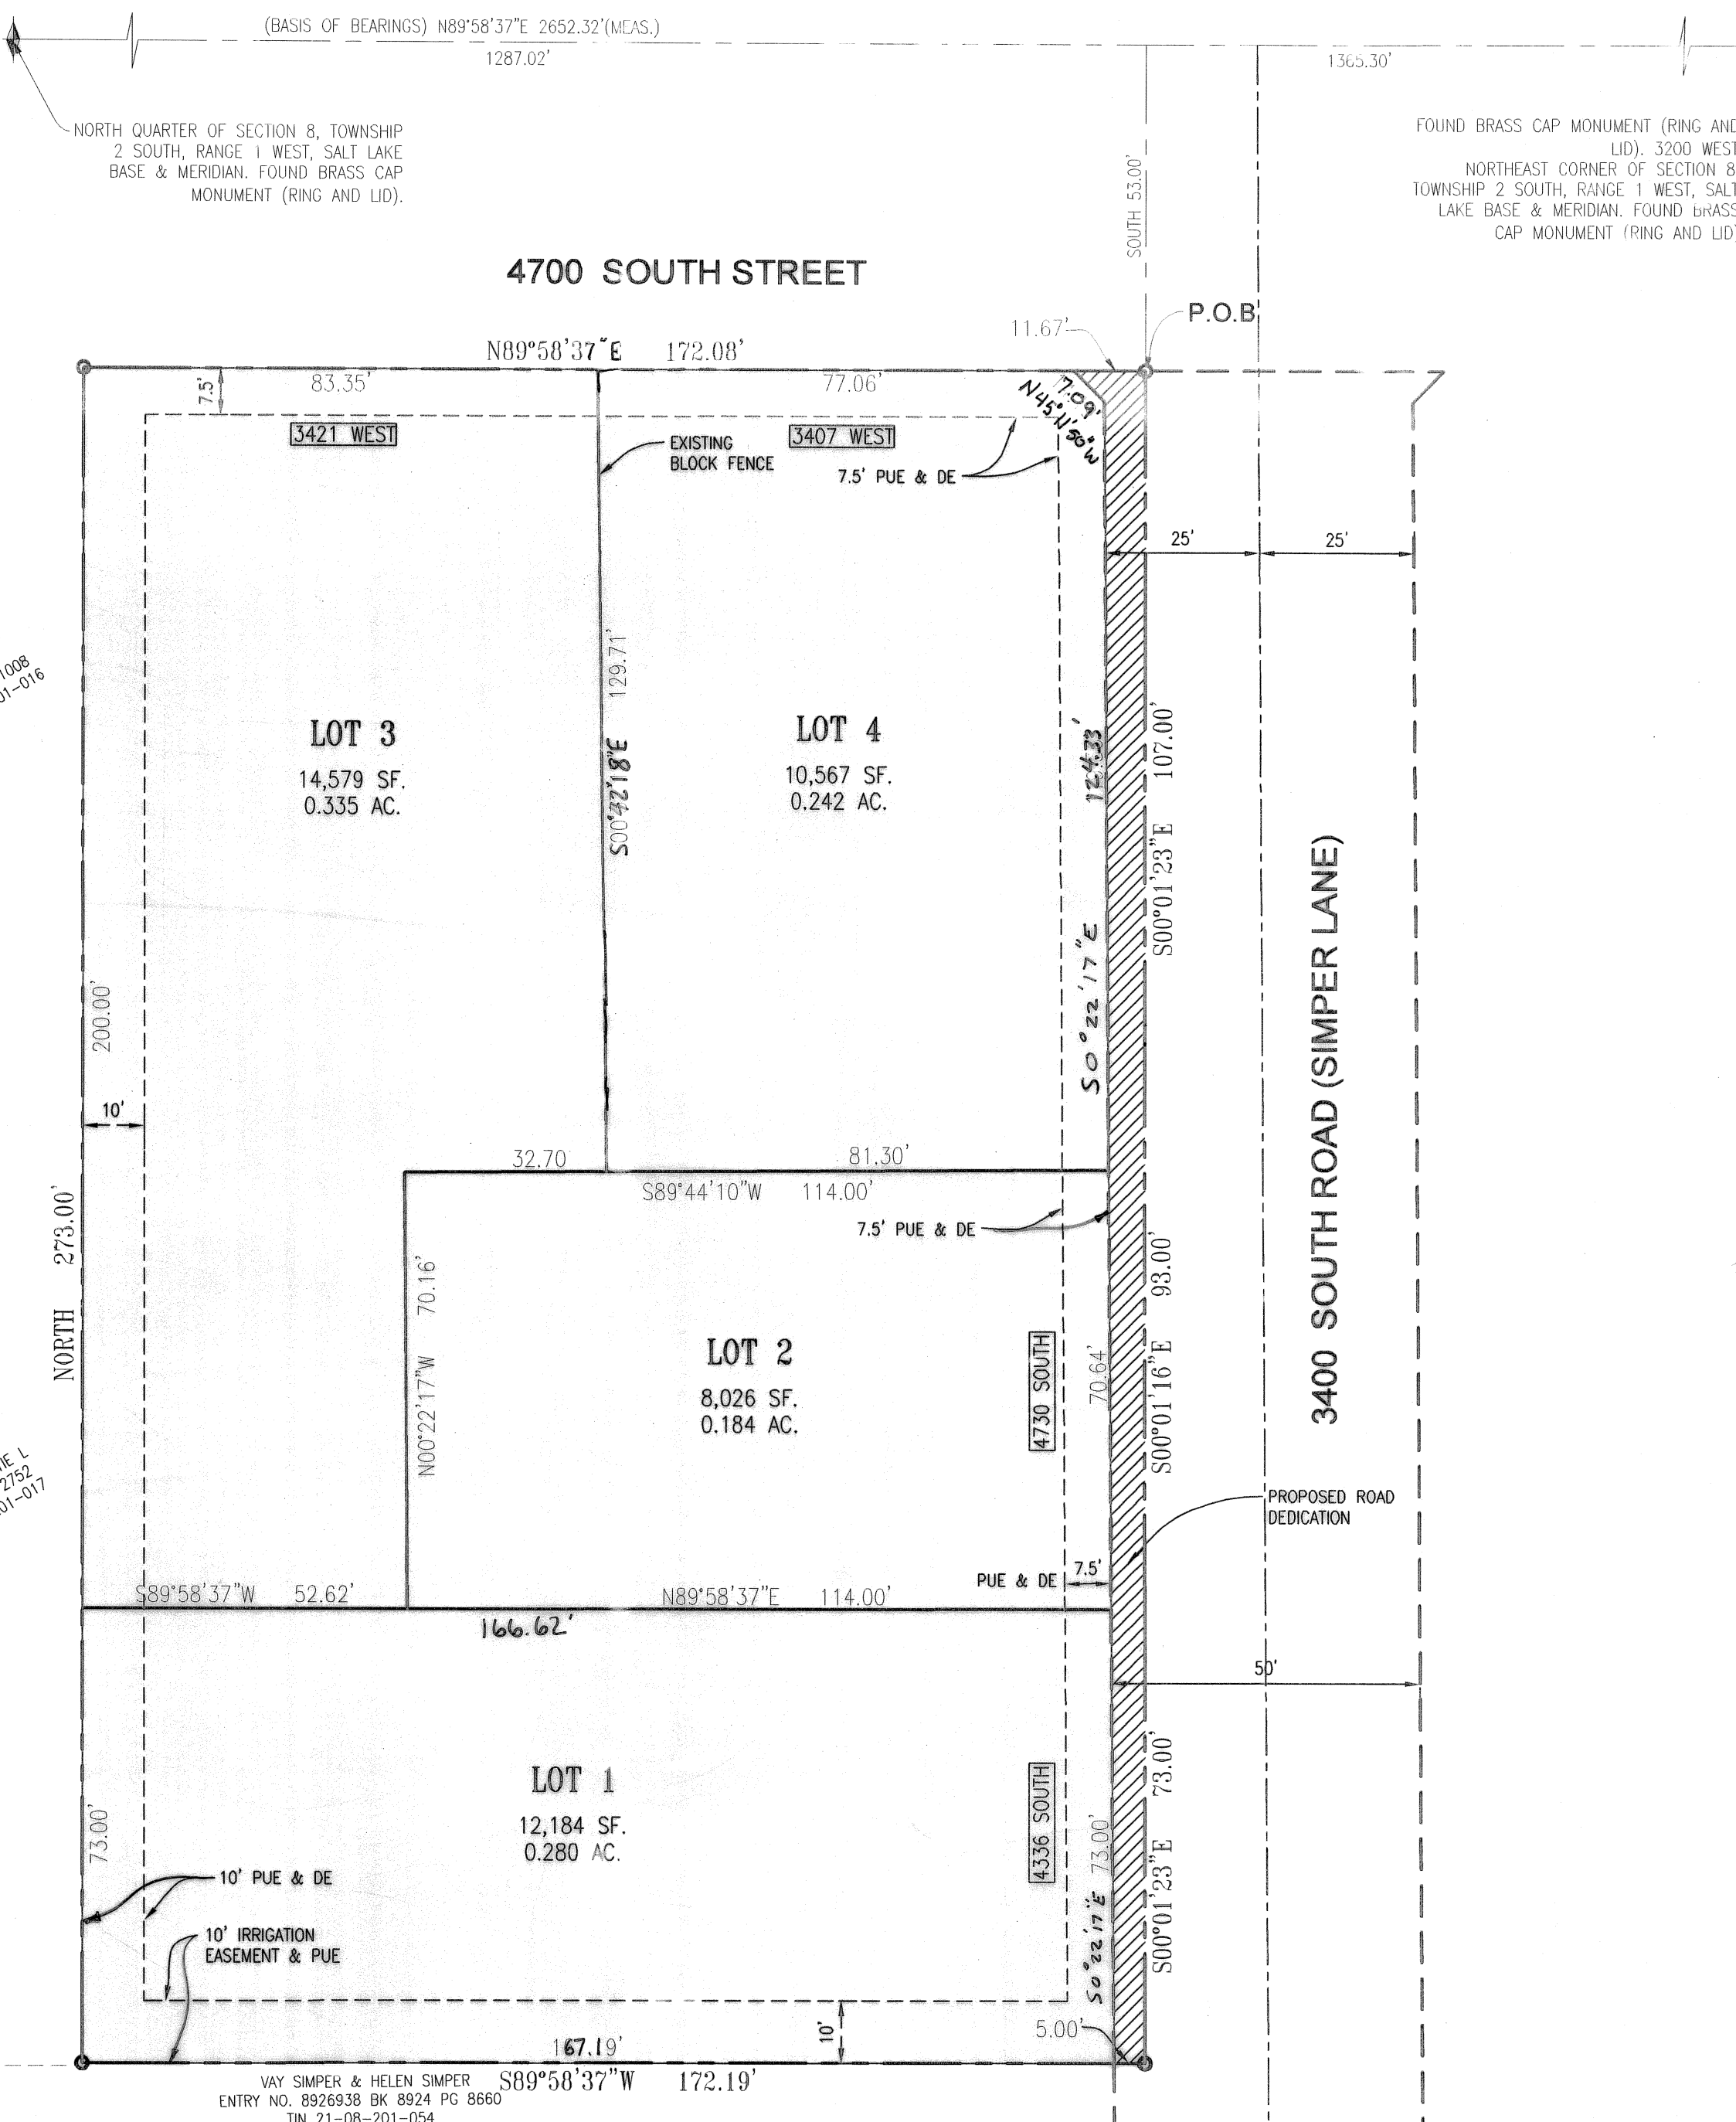 (BASIS OF BEARINGS) N89°58'37"E 2652.32'(MEAS.)
1287.02'
1365.30'
NORTH QUARTER OF SECTION 8, TOWNSHIP
2 SOUTH, RANGE 1 WEST, SALT LAKE
BASE & MERIDIAN. FOUND BRASS CAP
MONUMENT (RING AND LID).
FOUND BRASS CAP MONUMENT (RING AND
LID). 3200 WEST
NORTHEAST CORNER OF SECTION 8
TOWNSHIP 2 SOUTH, RANGE 1 WEST, SALT
LAKE BASE & MERIDIAN. FOUND BRASS
CAP MONUMENT (RING AND LID)
SOUTH 53.00'
4700 SOUTH STREET
P.O.B
11.67'
N89°58'37"E 172.08'
83.35'
77.06'
7.5'
7.09'
N45°11'50"W
3421 WEST
3407 WEST
EXISTING
BLOCK FENCE
7.5' PUE & DE
25'
25'
1008
01-016
129.71'
S00°42'18"E
LOT 3
14,579 SF.
0.335 AC.
LOT 4
10,567 SF.
0.242 AC.
124.33'
S0°22'17"E
107.00'
S00°01'23"E
3400 SOUTH ROAD (SIMPER LANE)
200.00'
10'
32.70
81.30'
S89°44'10"W 114.00'
7.5' PUE & DE
NORTH 273.00'
N00°22'17"W 70.16'
LOT 2
8,026 SF.
0.184 AC.
4730 SOUTH
70.64'
S00°01'16"E 93.00'
IE L
2752
01-017
PROPOSED ROAD
DEDICATION
PUE & DE
7.5'
S89°58'37"W 52.62'
N89°58'37"E 114.00'
166.62'
50'
LOT 1
12,184 SF.
0.280 AC.
4336 SOUTH
73.00'
S0°22'17"E 73.00'
S00°01'23"E 73.00'
10' PUE & DE
10' IRRIGATION
EASEMENT & PUE
10'
5.00'
167.19'
S89°58'37"W 172.19'
VAY SIMPER & HELEN SIMPER
ENTRY NO. 8926938 BK 8924 PG 8660
TIN 21-08-201-054